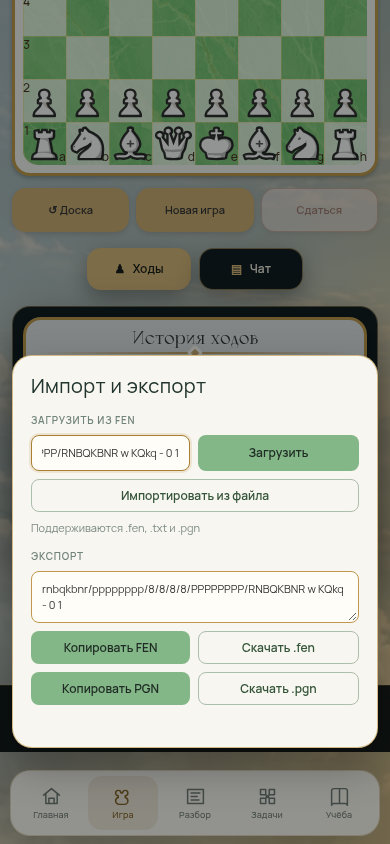 4
3
2
1
a b c d e f g h
↺ Доска
Новая игра
Сдаться
Ходы
Чат
История ходов
Импорт и экспорт
ЗАГРУЗИТЬ ИЗ FEN
PP/RNBQKBNR w KQkq - 0 1
Загрузить
Импортировать из файла
Поддерживаются .fen, .txt и .pgn
ЭКСПОРТ
rnbqkbnr/pppppppp/8/8/8/8/PPPPPPPP/RNBQKBNR w KQkq
- 0 1
Копировать FEN
Скачать .fen
Копировать PGN
Скачать .pgn
Главная
Игра
Разбор
Задачи
Учёба